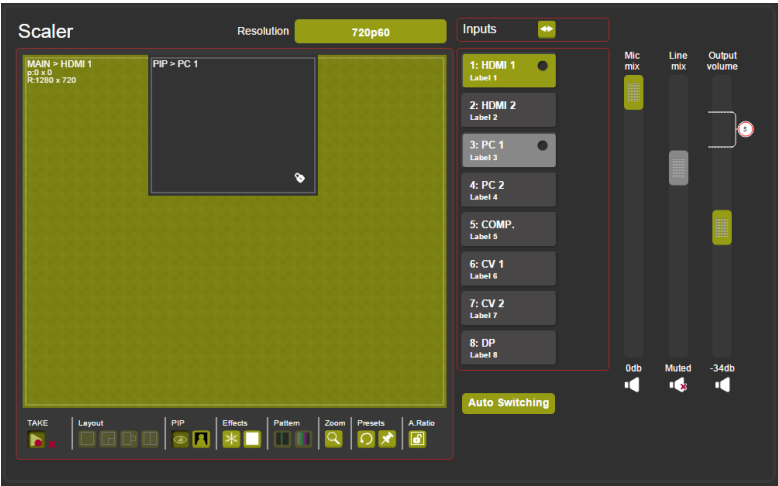 Scaler
Resolution
720p60
Inputs
MAIN > HDMI 1
p:0 x 0
R:1280 x 720
PIP > PC 1
1: HDMI 1
Label 1
2: HDMI 2
Label 2
3: PC 1
Label 3
4: PC 2
Label 4
5: COMP.
Label 5
6: CV 1
Label 6
7: CV 2
Label 7
8: DP
Label 8
Auto Switching
Mic
mix
Line
mix
Output
volume
0db
Muted
-34db
TAKE
Layout
PIP
Effects
Pattern
Zoom
Presets
A.Ratio